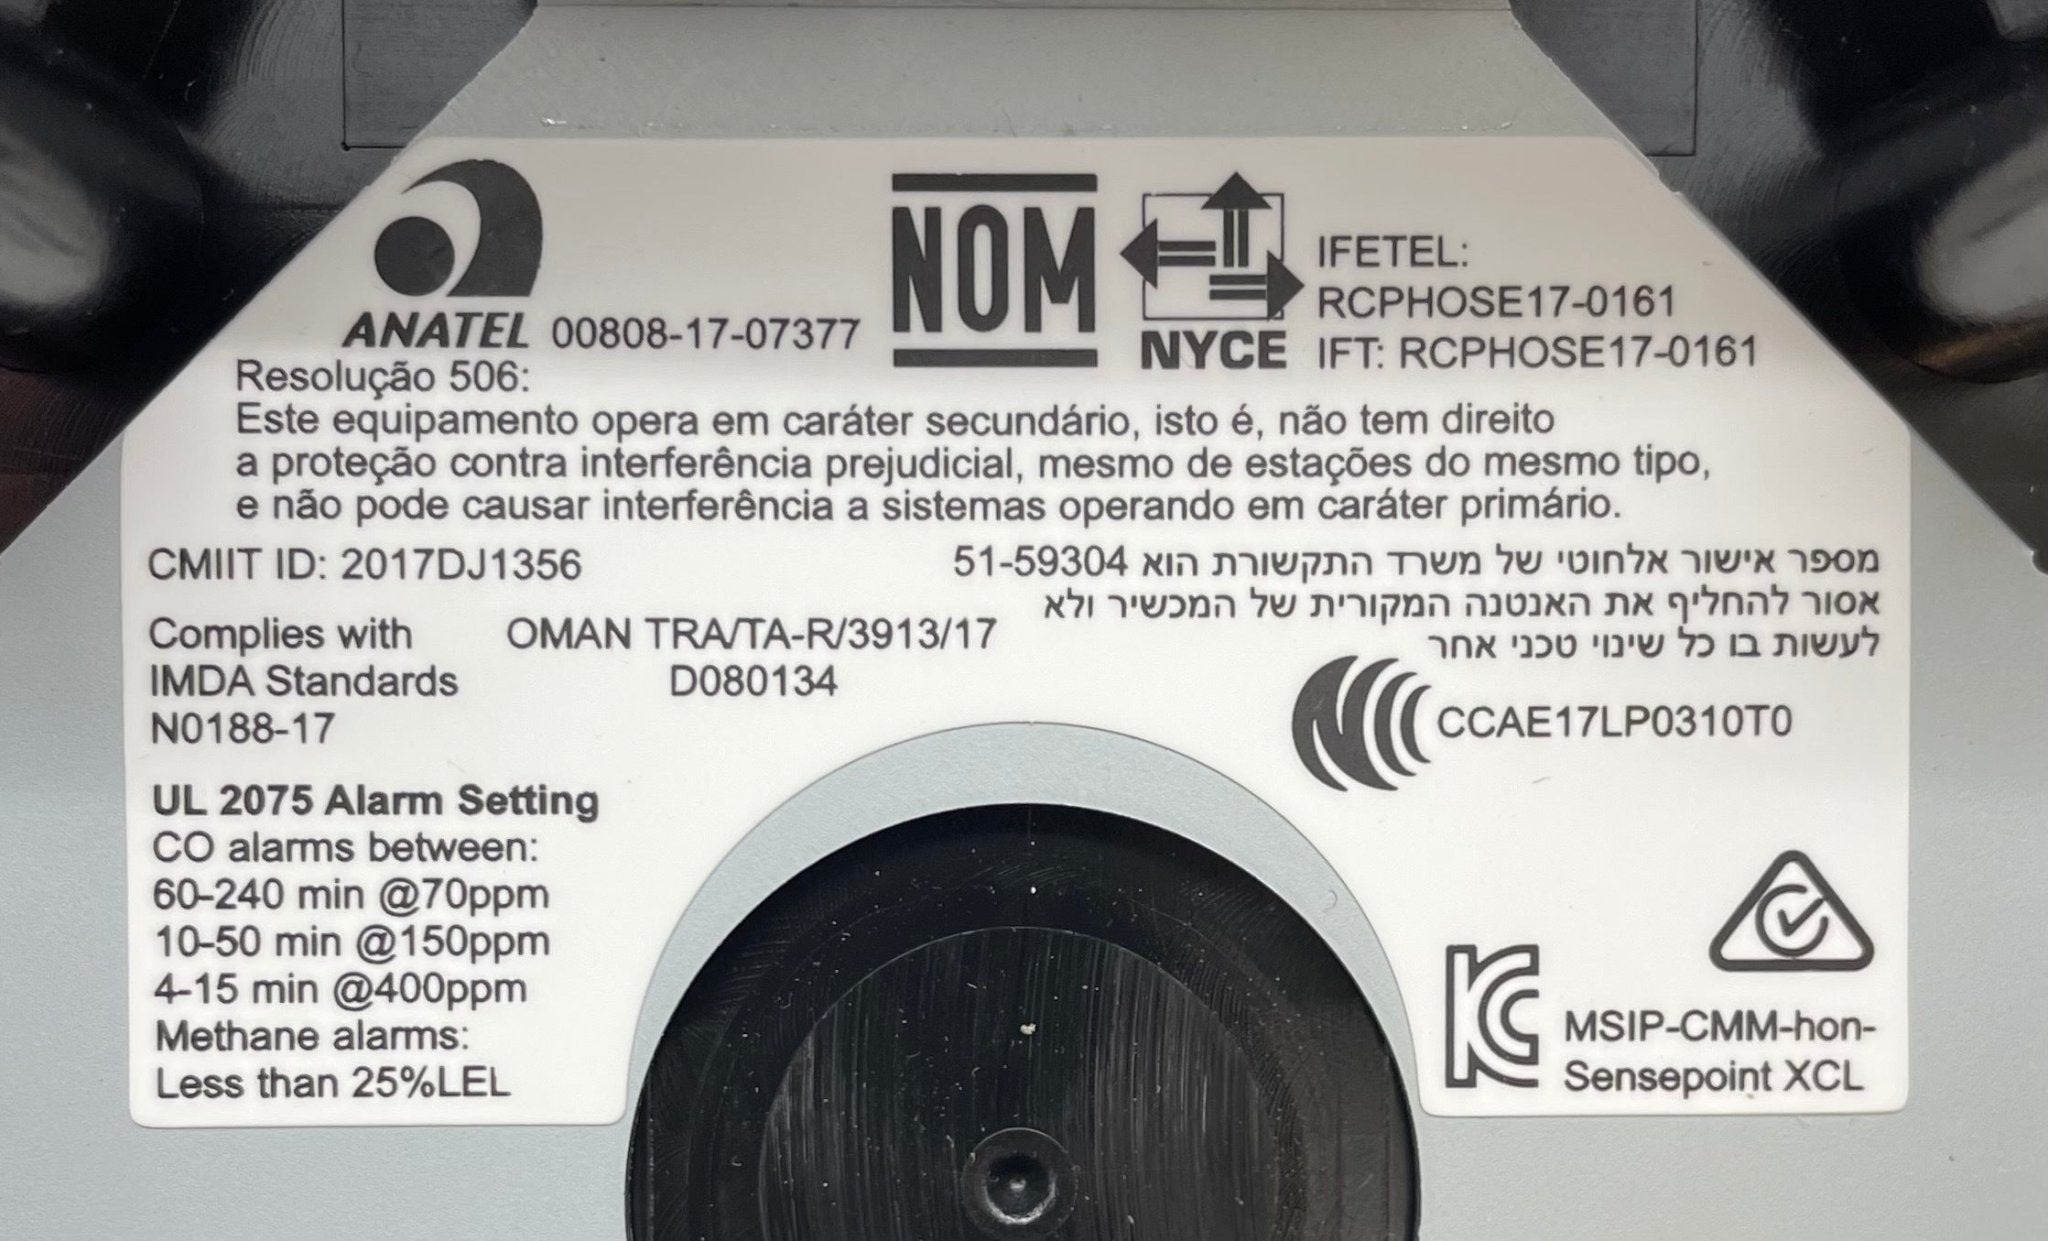 ANATEL 00808-17-07377
NOM
NYCE
IFETEL:
RCPHOSE17-0161
IFT: RCPHOSE17-0161
Resolução 506:
Este equipamento opera em caráter secundário, isto é, não tem direito
a proteção contra interferência prejudicial, mesmo de estações do mesmo tipo,
e não pode causar interferência a sistemas operando em caráter primário.
CMIIT ID: 2017DJ1356
מספר אישור אלחוטי של משרד התקשורת הוא 51-59304
אסור להחליף את האנטנה המקורית של המכשיר ולא
לעשות בו כל שינוי טכני אחר
Complies with
IMDA Standards
N0188-17
OMAN TRA/TA-R/3913/17
D080134
CCAE17LP0310T0
UL 2075 Alarm Setting
CO alarms between:
60-240 min @70ppm
10-50 min @150ppm
4-15 min @400ppm
Methane alarms:
Less than 25%LEL
MSIP-CMM-hon-
Sensepoint XCL